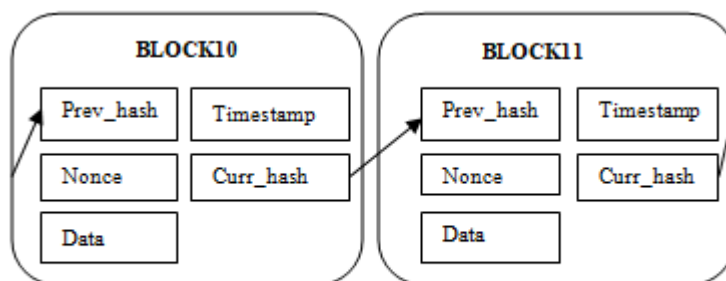 BLOCK10
Prev_hash Timestamp
Nonce Curr_hash
Data
BLOCK11
Prev_hash Timestamp
Nonce Curr_hash
Data